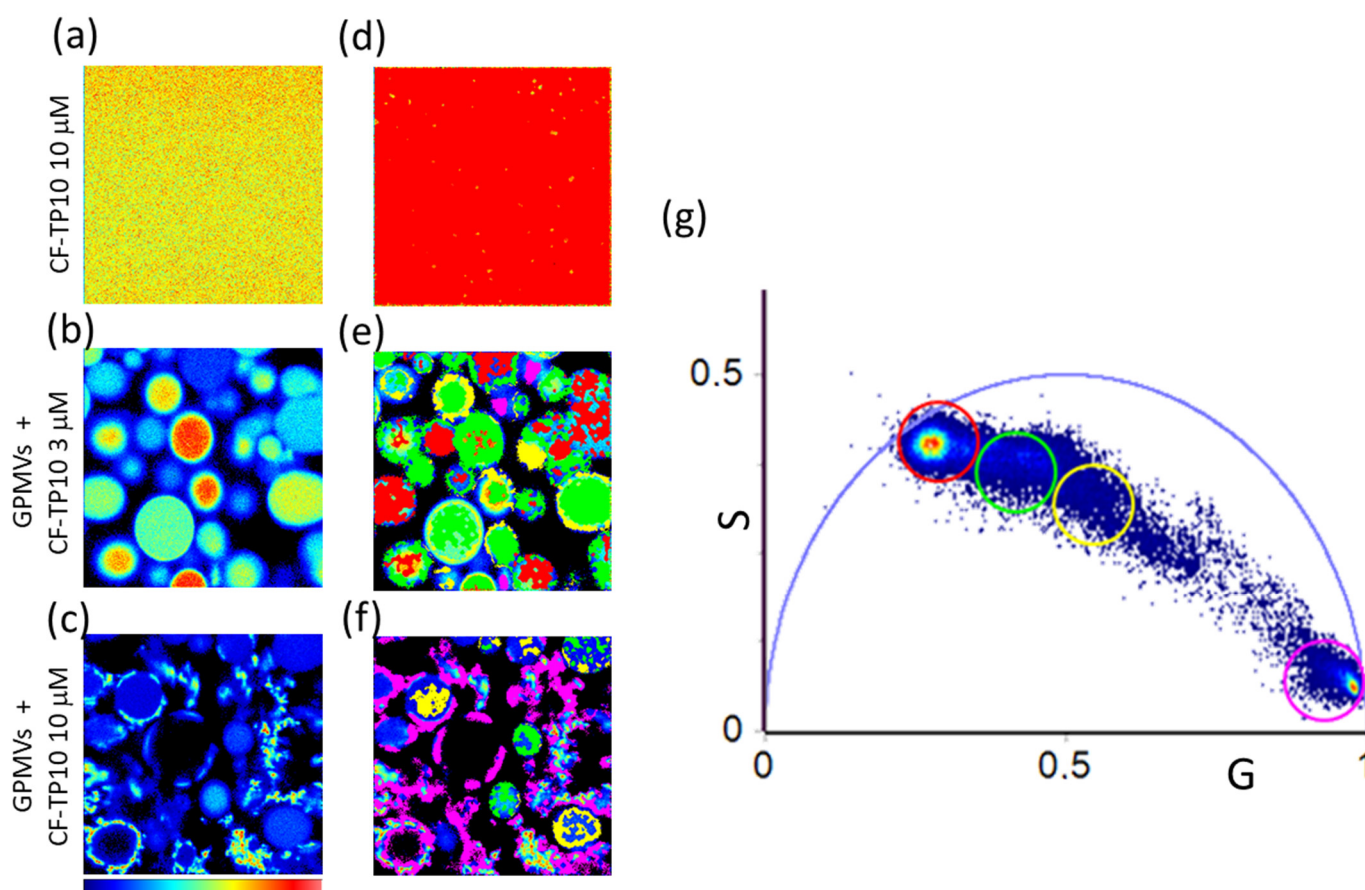 (a)
(d)
CF-TP10 10 μM
(b)
(e)
GPMVs +
CF-TP10 3 μM
(c)
(f)
GPMVs +
CF-TP10 10 μM
(g)
0.5
S
0
0
0.5
G
1